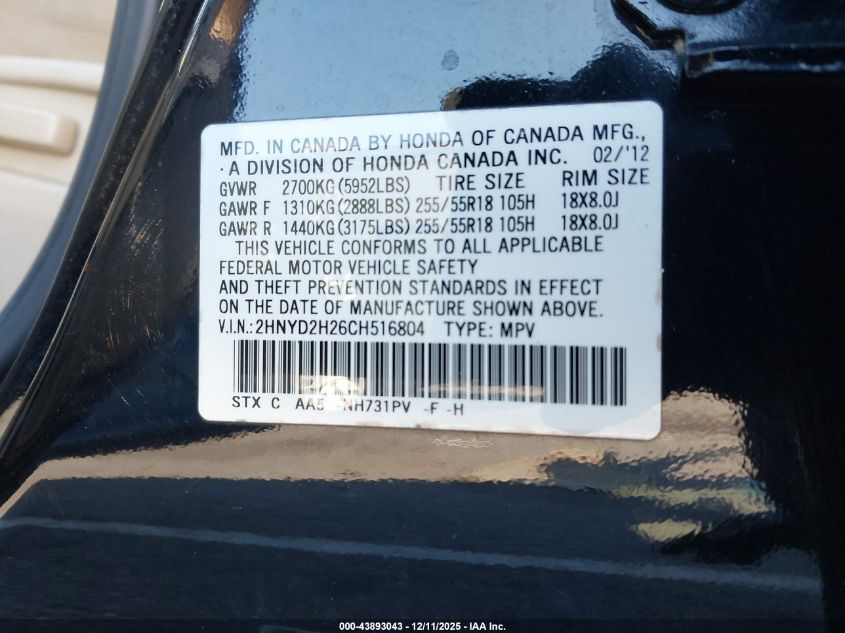 MFD. IN CANADA BY HONDA OF CANADA MFG.,
· A DIVISION OF HONDA CANADA INC. 02/'12
GVWR 2700KG (5952LBS) TIRE SIZE RIM SIZE
GAWR F 1310KG (2888LBS) 255/55R18 105H 18X8.0J
GAWR R 1440KG (3175LBS) 255/55R18 105H 18X8.0J
THIS VEHICLE CONFORMS TO ALL APPLICABLE
FEDERAL MOTOR VEHICLE SAFETY
AND THEFT PREVENTION STANDARDS IN EFFECT
ON THE DATE OF MANUFACTURE SHOWN ABOVE.
V.I.N.:2HNYD2H26CH516804 TYPE: MPV
STX C AA5 -NH731PV -F -H
000-43893043 - 12/11/2025 - IAA Inc.